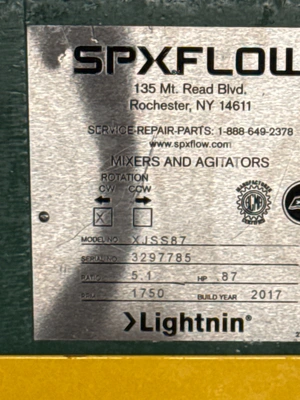 SPXFLOW
135 Mt. Read Blvd.
Rochester, NY 14611
SERVICE-REPAIR-PARTS: 1-888-649-2378
www.spxflow.com
MIXERS AND AGITATORS
ROTATION
CW CCW
X
MODEL NO XJSS87
SERIAL NO 3297785
5.1 HP .87
1750 BUILD YEAR 2017
Lightnin®